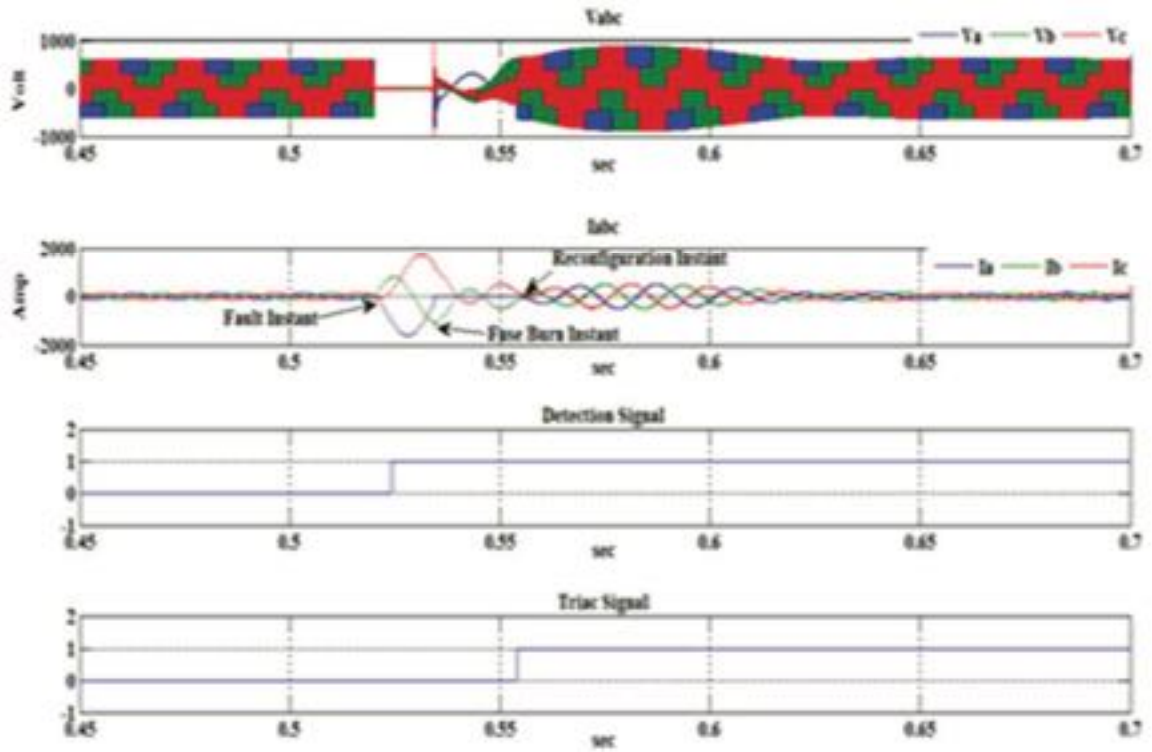 Vabc
Va Vb Vc
1000
0
-1000
Volt
0.45 0.5 0.55 0.6 0.65 0.7
sec
Iabc
Ia Ib Ic
2000
0
-2000
Amp
Reconfiguration Instant
Fault Instant
Fuse Burn Instant
0.45 0.5 0.55 0.6 0.65 0.7
sec
Detection Signal
2
1
0
-1
0.45 0.5 0.55 0.6 0.65 0.7
sec
Triac Signal
2
1
0
-1
0.45 0.5 0.55 0.6 0.65 0.7
sec